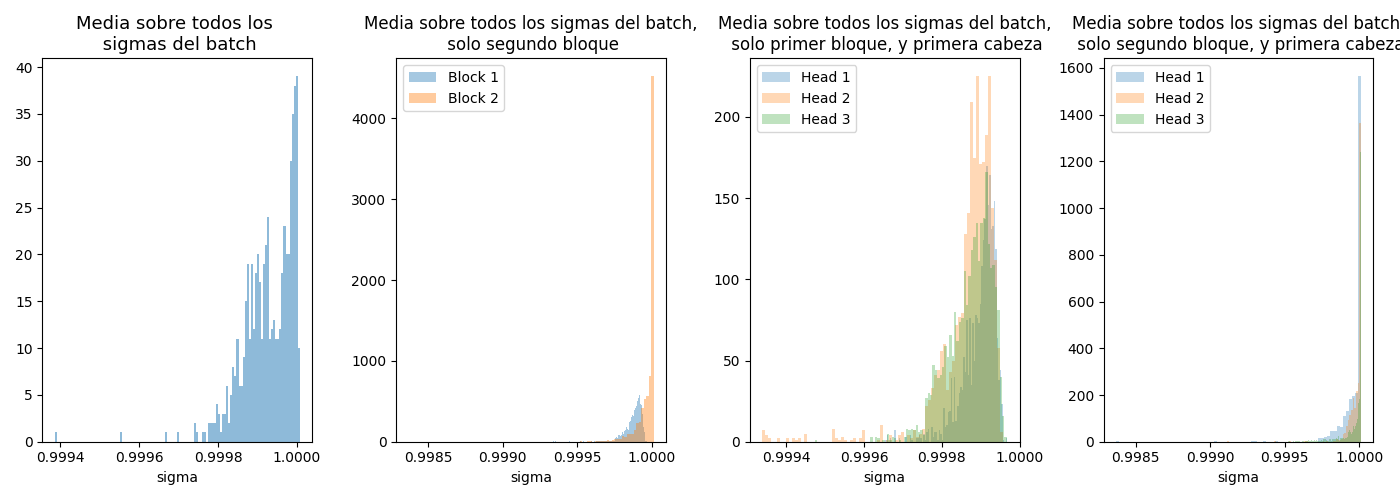 Media sobre todos los
sigmas del batch
40
35
30
25
20
15
10
5
0
0.9994
0.9996
0.9998
1.0000
sigma
Media sobre todos los sigmas del batch,
solo segundo bloque
Block 1
Block 2
4000
3000
2000
1000
0
0.9985
0.9990
0.9995
1.0000
sigma
Media sobre todos los sigmas del batch,
solo primer bloque, y primera cabeza
Head 1
Head 2
Head 3
200
150
100
50
0
0.9994
0.9996
0.9998
1.0000
sigma
Media sobre todos los sigmas del batch
solo segundo bloque, y primera cabeza
Head 1
Head 2
Head 3
1600
1400
1200
1000
800
600
400
200
0
0.9985
0.9990
0.9995
1.0000
sigma